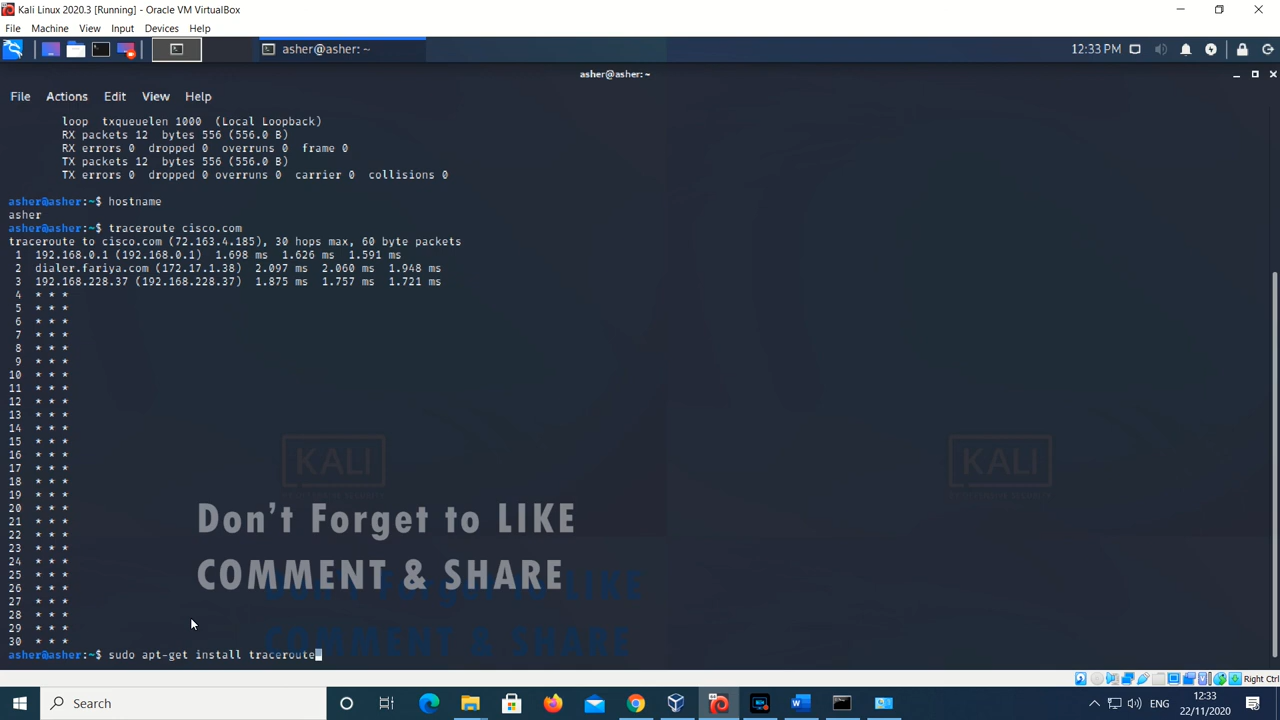 Kali Linux 2020.3 [Running] - Oracle VM VirtualBox
File Machine View Input Devices Help
asher@asher: ~
12:33 PM
asher@asher: ~
File Actions Edit View Help
loop txqueuelen 1000 (Local Loopback)
RX packets 12 bytes 556 (556.0 B)
RX errors 0 dropped 0 overruns 0 frame 0
TX packets 12 bytes 556 (556.0 B)
TX errors 0 dropped 0 overruns 0 carrier 0 collisions 0
asher@asher:~$ hostname
asher
asher@asher:~$ traceroute cisco.com
traceroute to cisco.com (72.163.4.185), 30 hops max, 60 byte packets
1 192.168.0.1 (192.168.0.1) 1.698 ms 1.626 ms 1.591 ms
2 dialer.fariya.com (172.17.1.38) 2.097 ms 2.060 ms 1.948 ms
3 192.168.228.37 (192.168.228.37) 1.875 ms 1.757 ms 1.721 ms
4 * * *
5 * * *
6 * * *
7 * * *
8 * * *
9 * * *
10 * * *
11 * * *
12 * * *
13 * * *
14 * * *
15 * * *
16 * * *
17 * * *
18 * * *
19 * * *
20 * * *
21 * * *
22 * * *
23 * * *
24 * * *
25 * * *
26 * * *
27 * * *
28 * * *
29 * * *
30 * * *
asher@asher:~$ sudo apt-get install traceroute
KALI
KALI
Don't Forget to LIKE
COMMENT & SHARE
Don't Forget to LIKE
COMMENT & SHARE
Right Ctrl
Search
ENG
12:33
22/11/2020